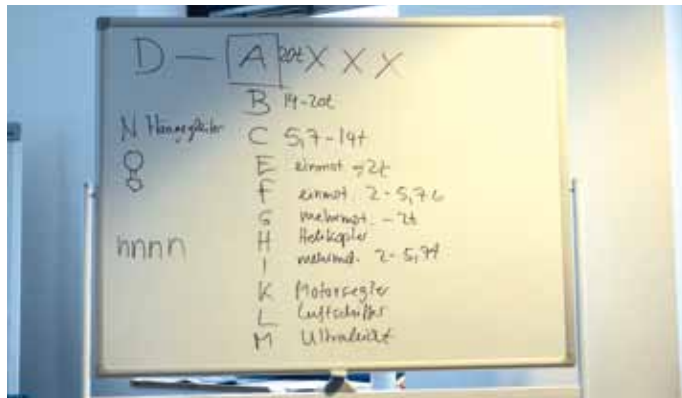 D – A 20t X X X
B 14-20t
N Hängegleiter
C 5,7-14t
E einmot -2t
F einmot. 2-5,7t
G mehrmot. -2t
H Helikopter
nnnn
I mehrmot. 2-5,7t
K Motorsegler
L Luftschiffe
M Ultraleicht